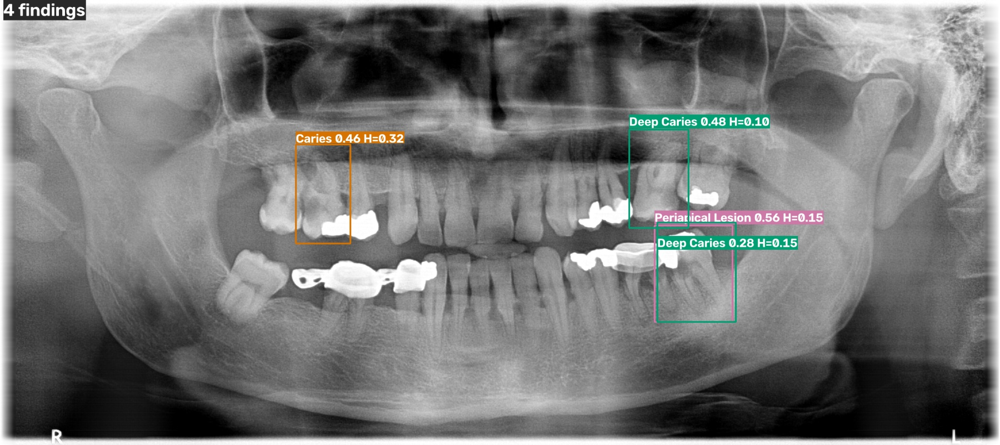 4 findings
Deep Caries 0.48 H=0.10
Caries 0.46 H=0.32
Periapical Lesion 0.56 H=0.15
Deep Caries 0.28 H=0.15
R
L